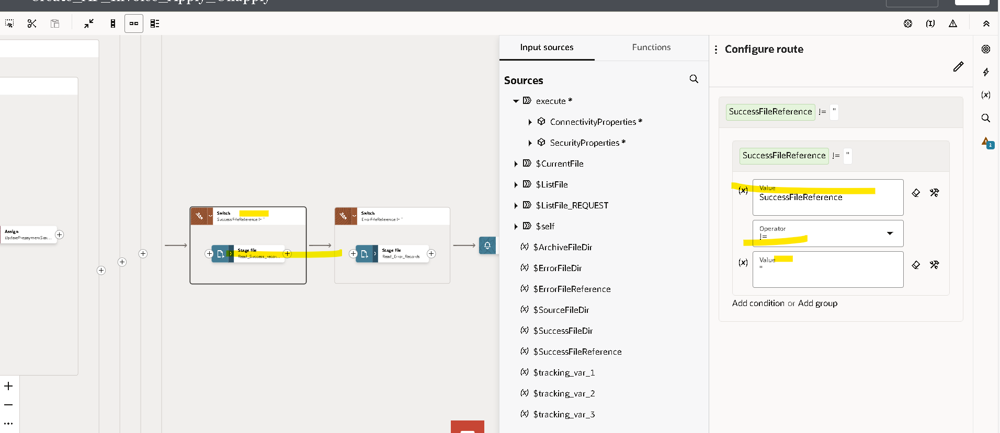 Input sources
Functions
Configure route
Sources
execute *
ConnectivityProperties *
SecurityProperties *
$CurrentFile
$ListFile
$ListFile_REQUEST
$self
$ArchiveFileDir
$ErrorFileDir
$ErrorFileReference
$SourceFileDir
$SuccessFileDir
$SuccessFileReference
$tracking_var_1
$tracking_var_2
$tracking_var_3
SuccessFileReference != ''
SuccessFileReference != ''
Value
SuccessFileReference
Operator
!=
Value
''
Add condition or Add group
Assign
UpdatePrepaymentStai...
Switch
SuccessFileReference != ''
Stage file
Read_Success_recor...
Switch
ErrorFileReference != ''
Stage file
Read_Error_Records
2